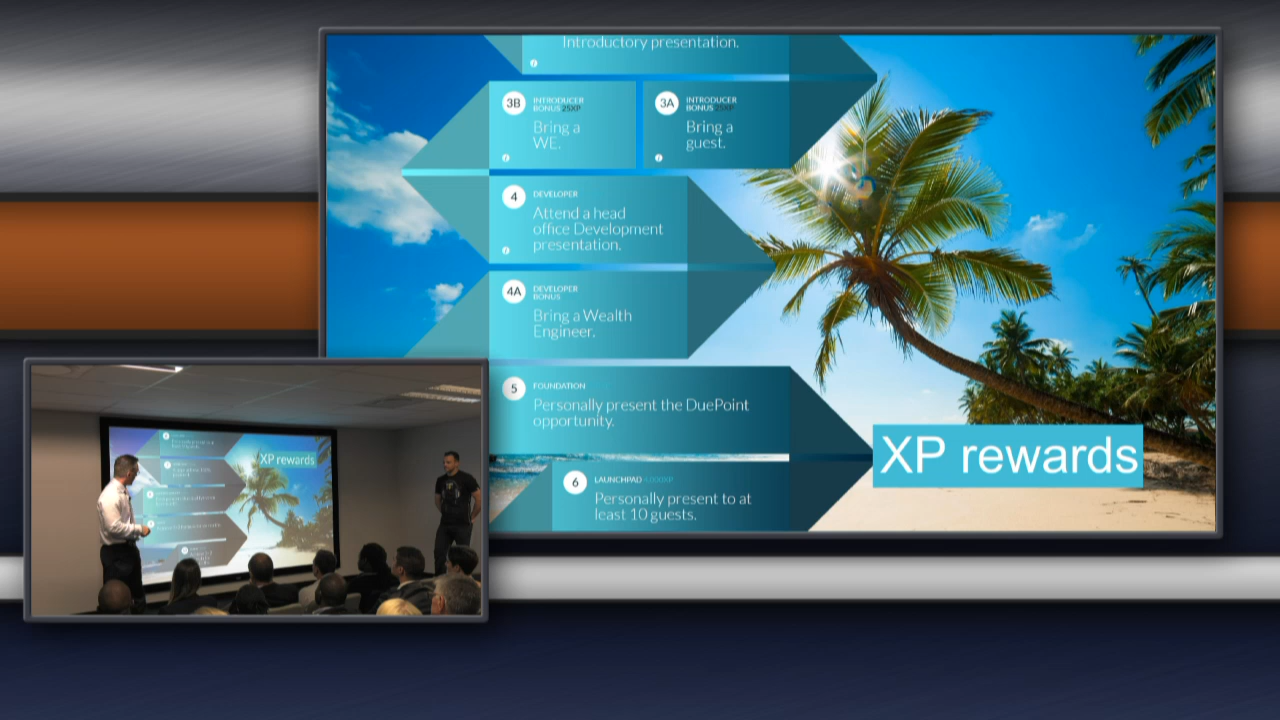 Introductory presentation.
3B
INTRODUCER
BONUS 25XP
Bring a
WE.
3A
INTRODUCER
BONUS 25XP
Bring a
guest.
4
DEVELOPER
Attend a head
office Development
presentation.
4A
DEVELOPER
BONUS
Bring a Wealth
Engineer.
5
FOUNDATION
Personally present the DuePoint
opportunity.
6
LAUNCHPAD
Personally present to at
least 10 guests.
XP rewards
XP rewards